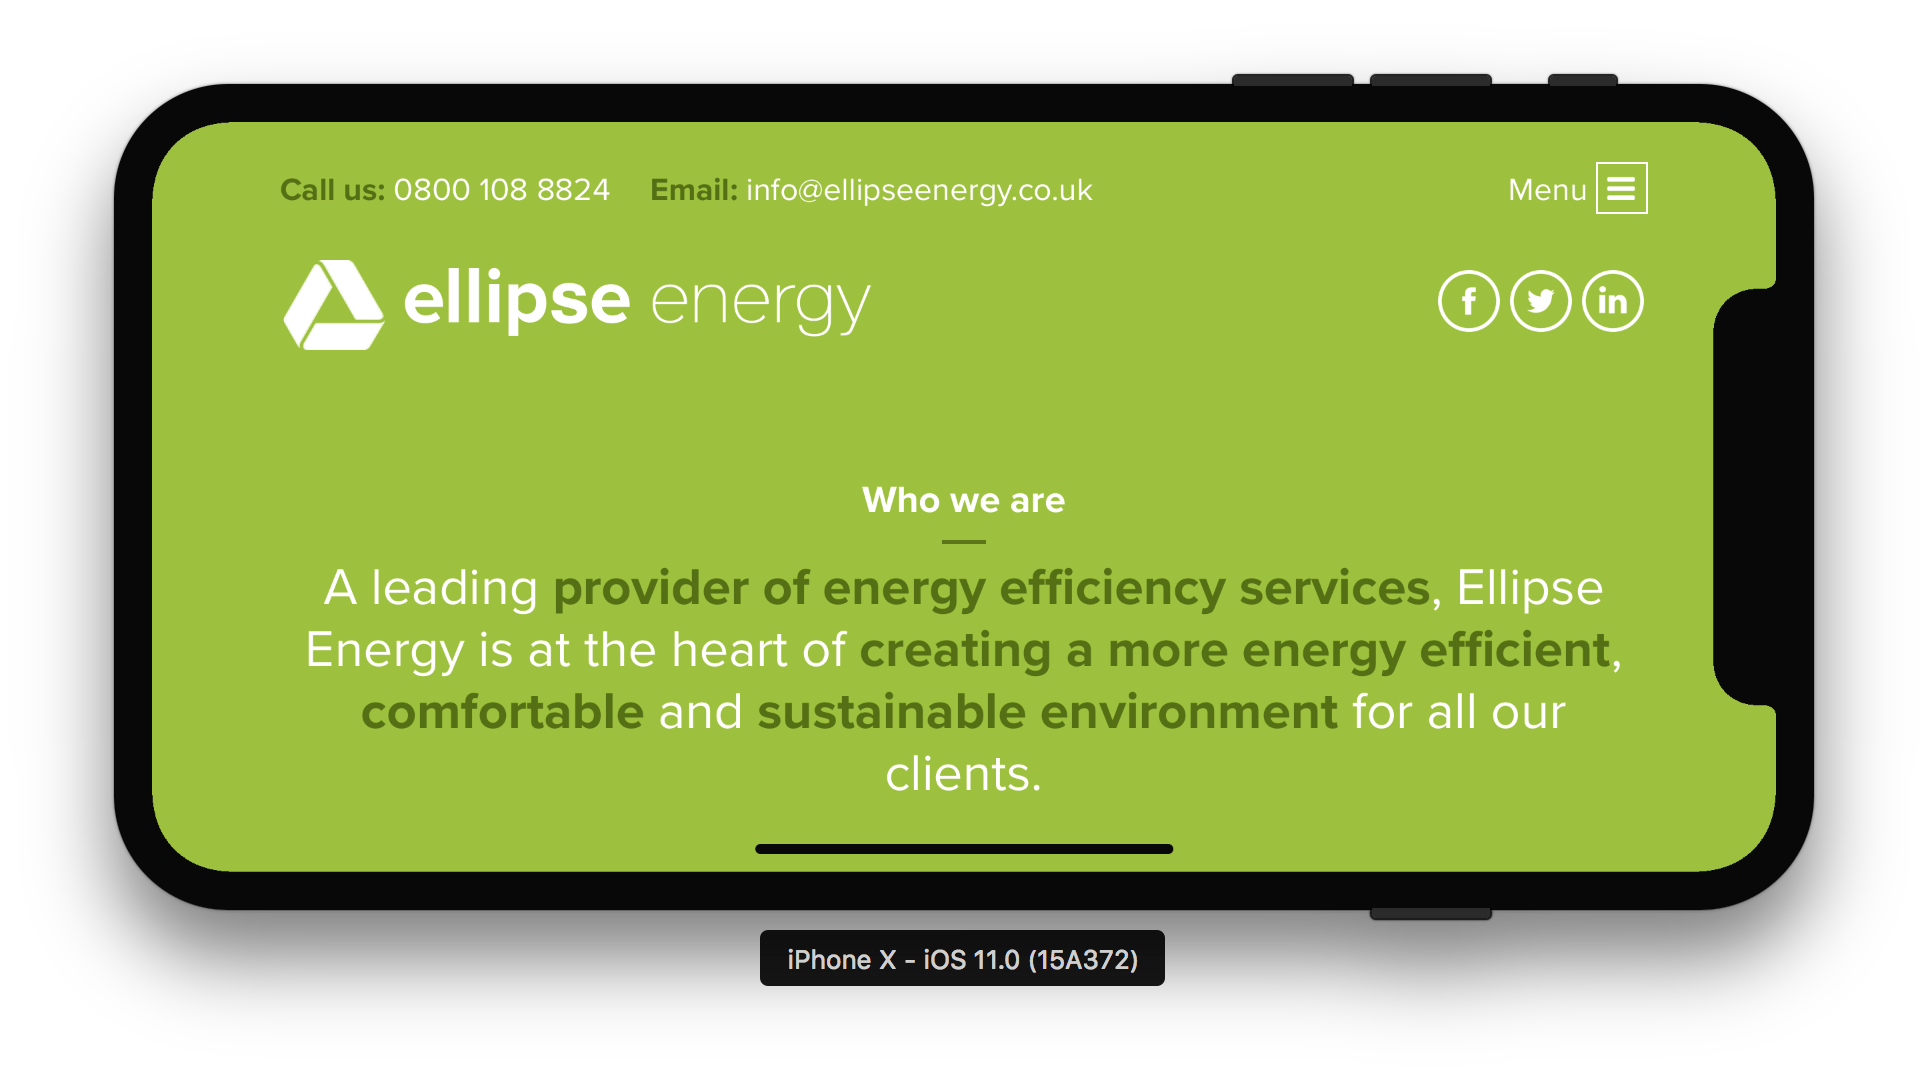 Call us: 0800 108 8824 Email: info@ellipseenergy.co.uk Menu
ellipse energy
Who we are
A leading provider of energy efficiency services, Ellipse
Energy is at the heart of creating a more energy efficient,
comfortable and sustainable environment for all our
clients.
iPhone X - iOS 11.0 (15A372)